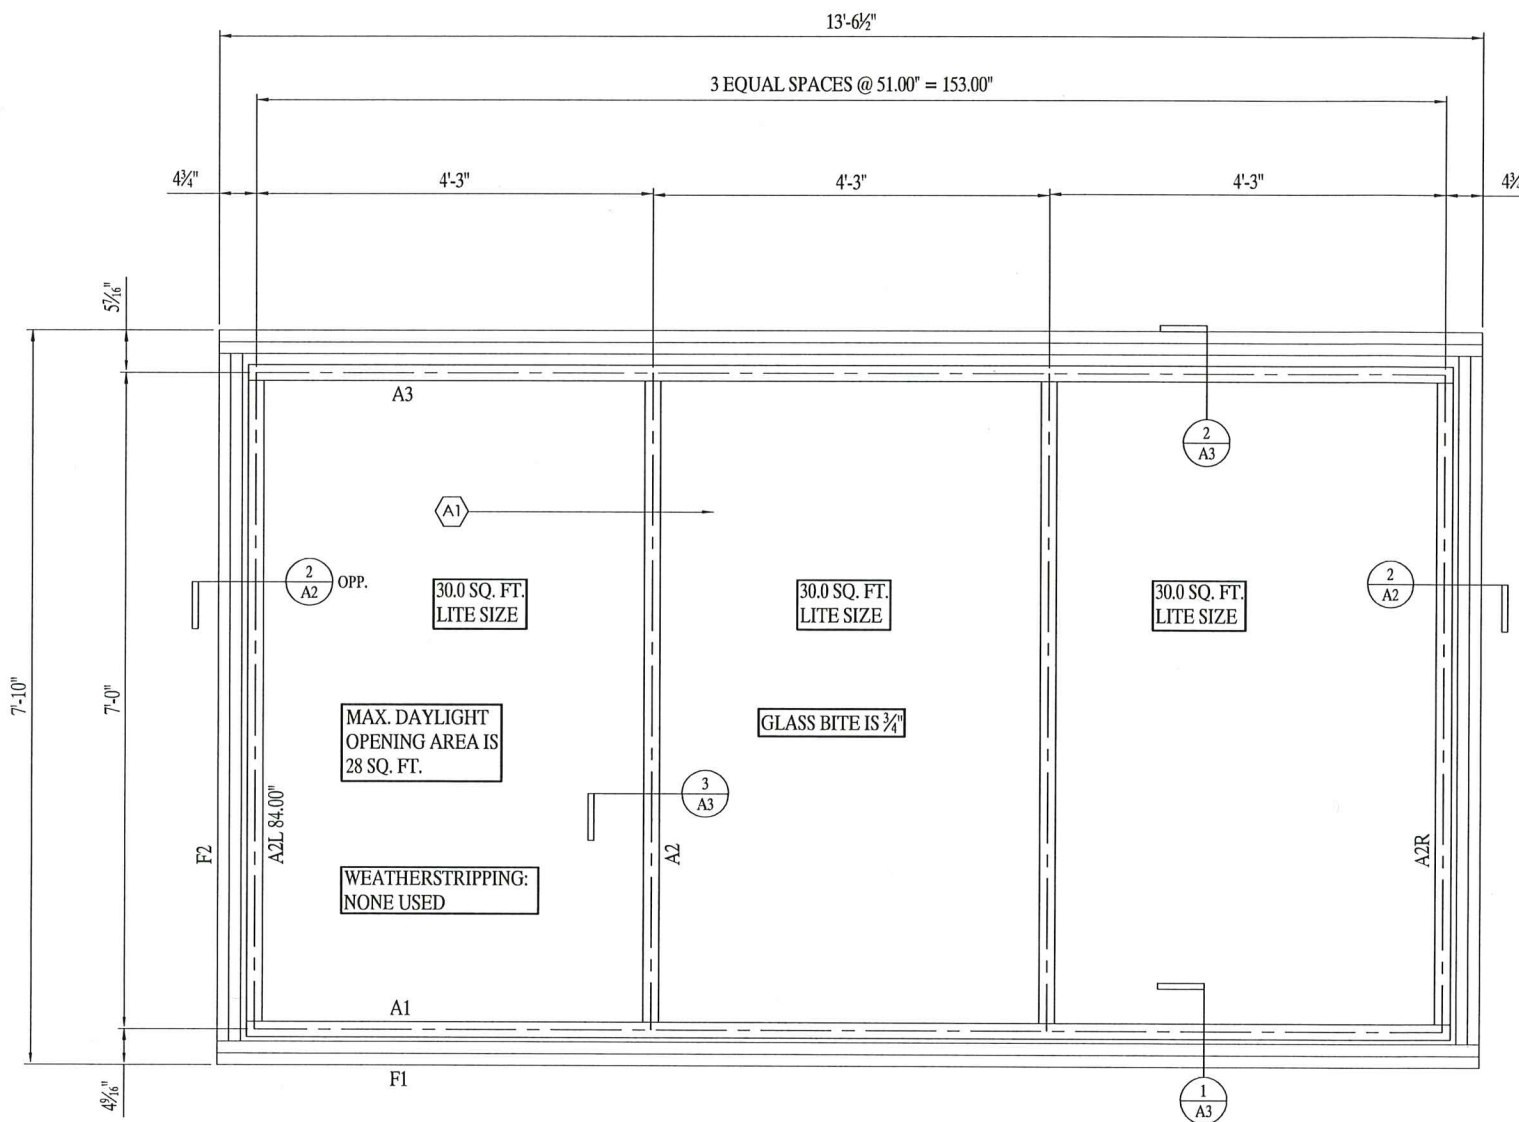 13'-6½"
3 EQUAL SPACES @ 51.00" = 153.00"
4¾"
4'-3"
4'-3"
4'-3"
4¾
5⁷⁄₁₆"
A3
2
A3
A1
2
A2
OPP.
30.0 SQ. FT.
LITE SIZE
30.0 SQ. FT.
LITE SIZE
30.0 SQ. FT.
LITE SIZE
2
A2
7'-10"
7'-0"
MAX. DAYLIGHT
OPENING AREA IS
28 SQ. FT.
GLASS BITE IS ¾"
3
A3
F2
A2L 84.00"
A2
A2R
WEATHERSTRIPPING:
NONE USED
A1
F1
4⁹⁄₁₆"
1
A3